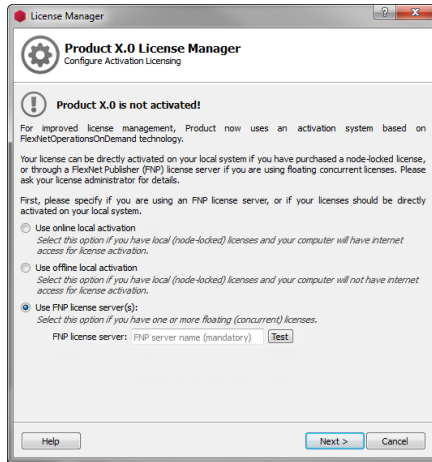 License Manager
Product X.0 License Manager
Configure Activation Licensing
Product X.0 is not activated!
For improved license management, Product now uses an activation system based on
FlexNetOperationsOnDemand technology.
Your license can be directly activated on your local system if you have purchased a node-locked license,
or through a FlexNet Publisher (FNP) license server if you are using floating concurrent licenses. Please
ask your license administrator for details.
First, please specify if you are using an FNP license server, or if your licenses should be directly
activated on your local system.
Use online local activation
Select this option if you have local (node-locked) licenses and your computer will have internet
access for license activation.
Use offline local activation
Select this option if you have local (node-locked) licenses and your computer will not have internet
access for license activation.
Use FNP license server(s):
Select this option if you have one or more floating (concurrent) licenses.
FNP license server: FNP server name (mandatory) Test
Help Next > Cancel